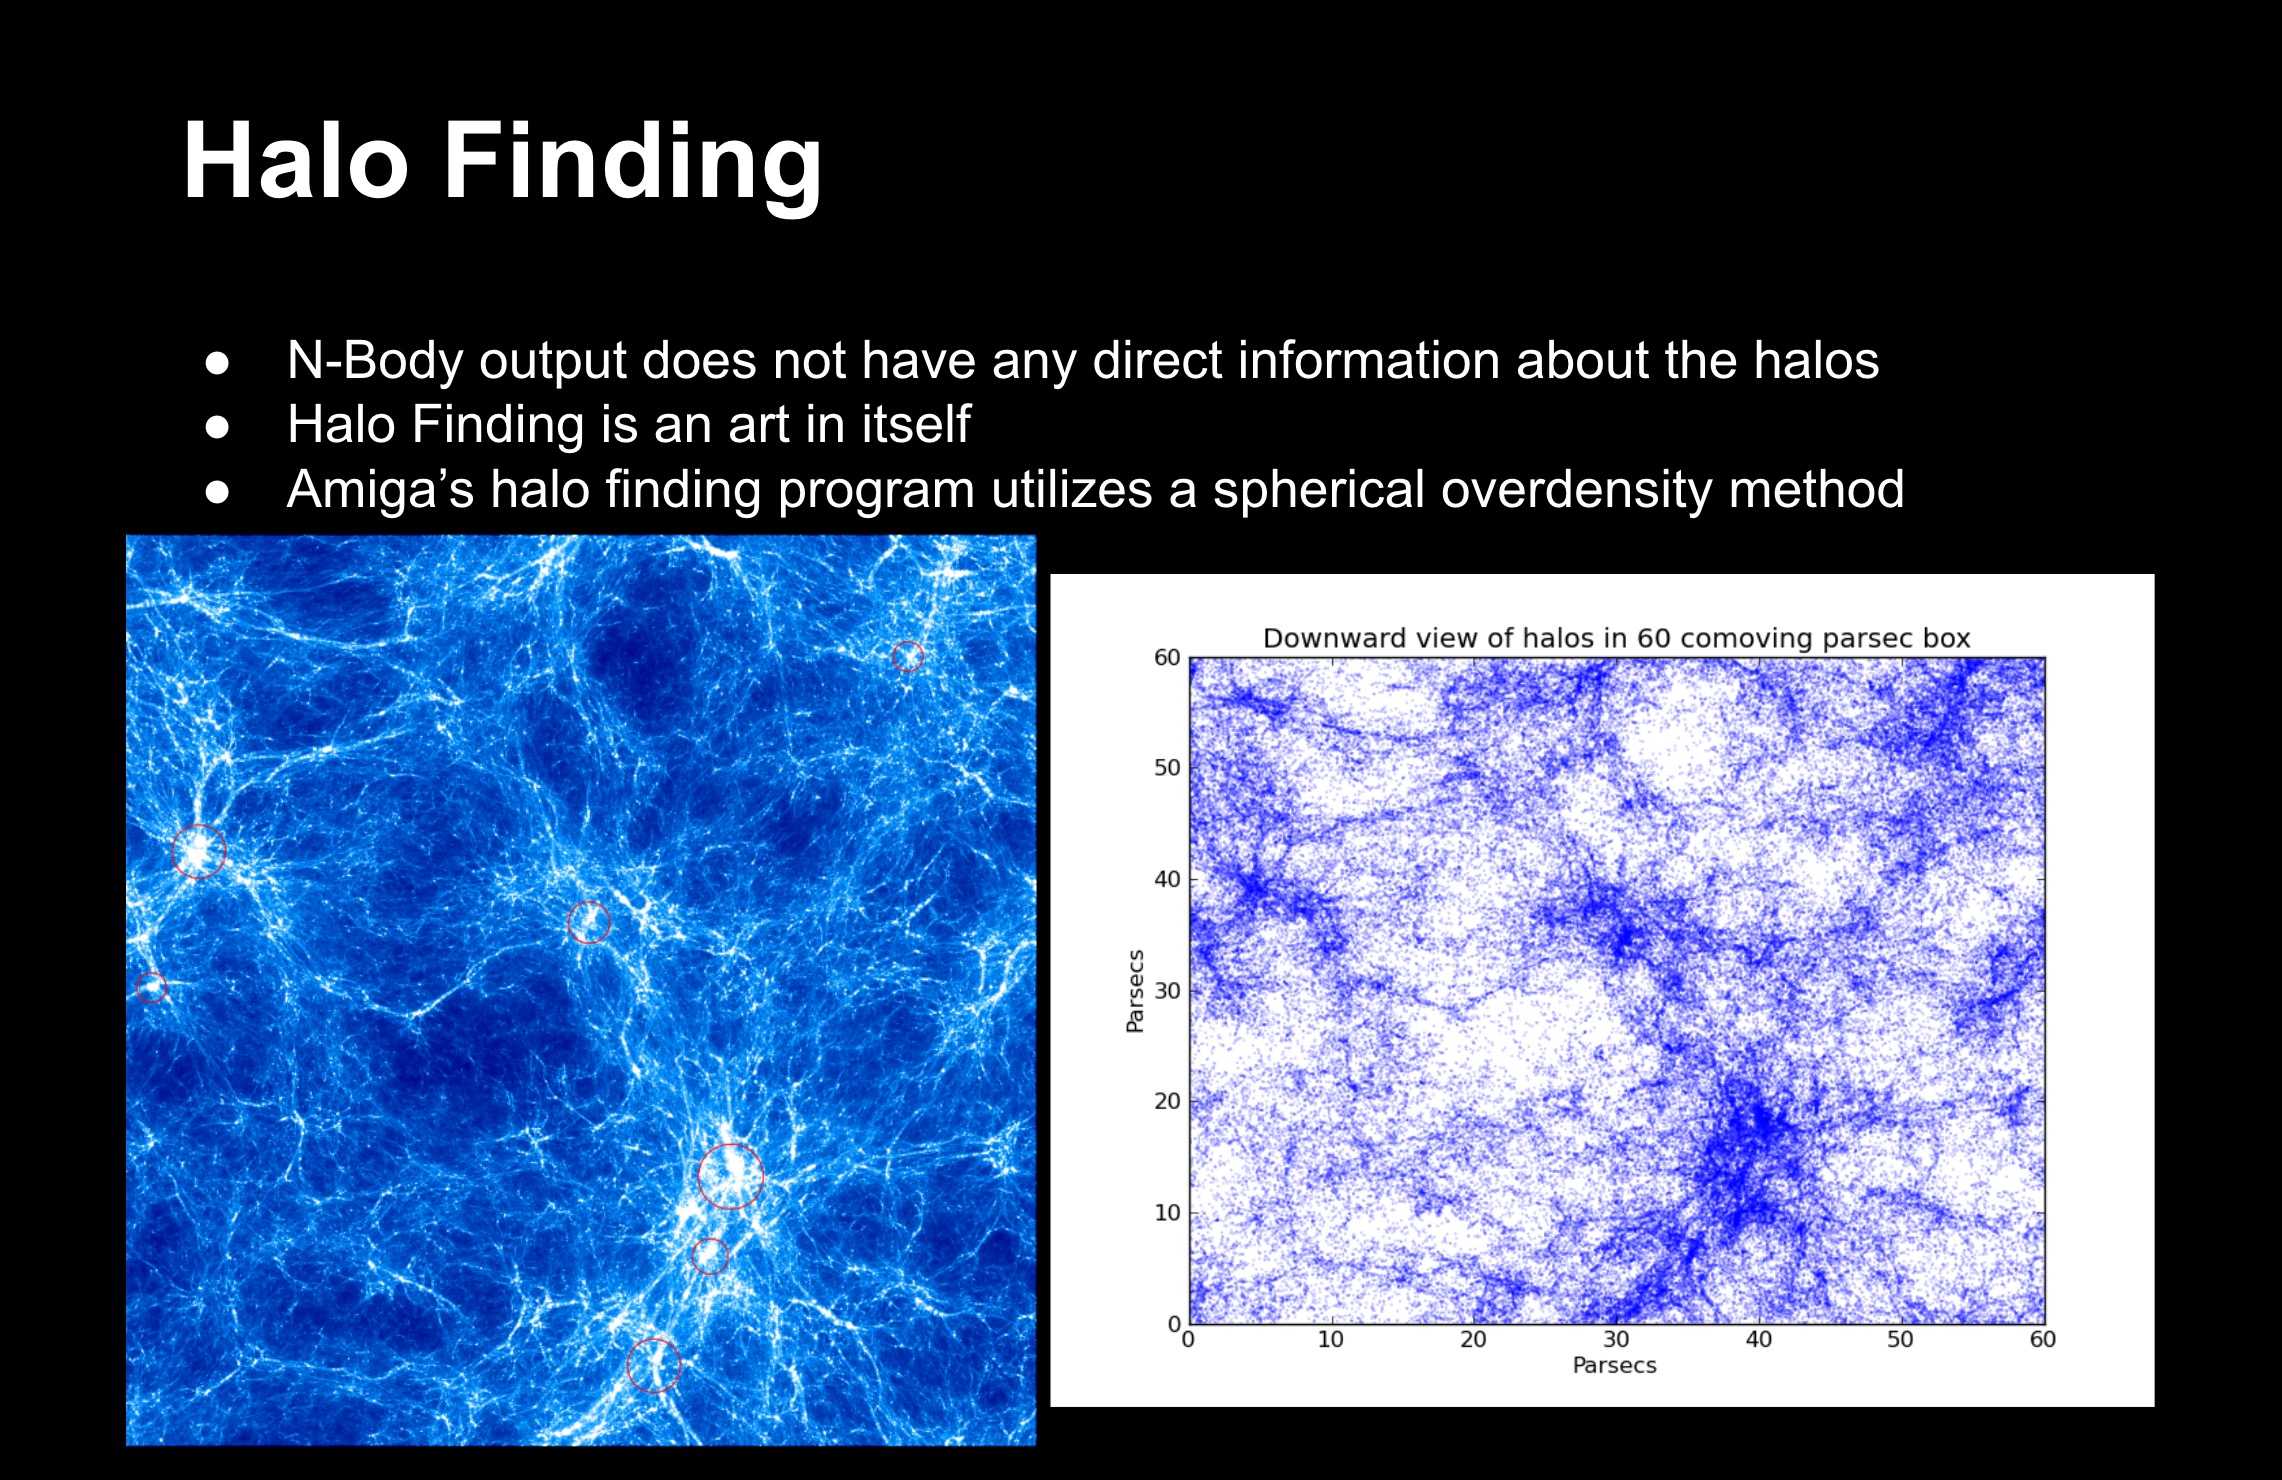 Halo Finding
● N-Body output does not have any direct information about the halos
● Halo Finding is an art in itself
● Amiga’s halo finding program utilizes a spherical overdensity method
Downward view of halos in 60 comoving parsec box
60
50
40
30
20
10
0
Parsecs
0 10 20 30 40 50 60
Parsecs